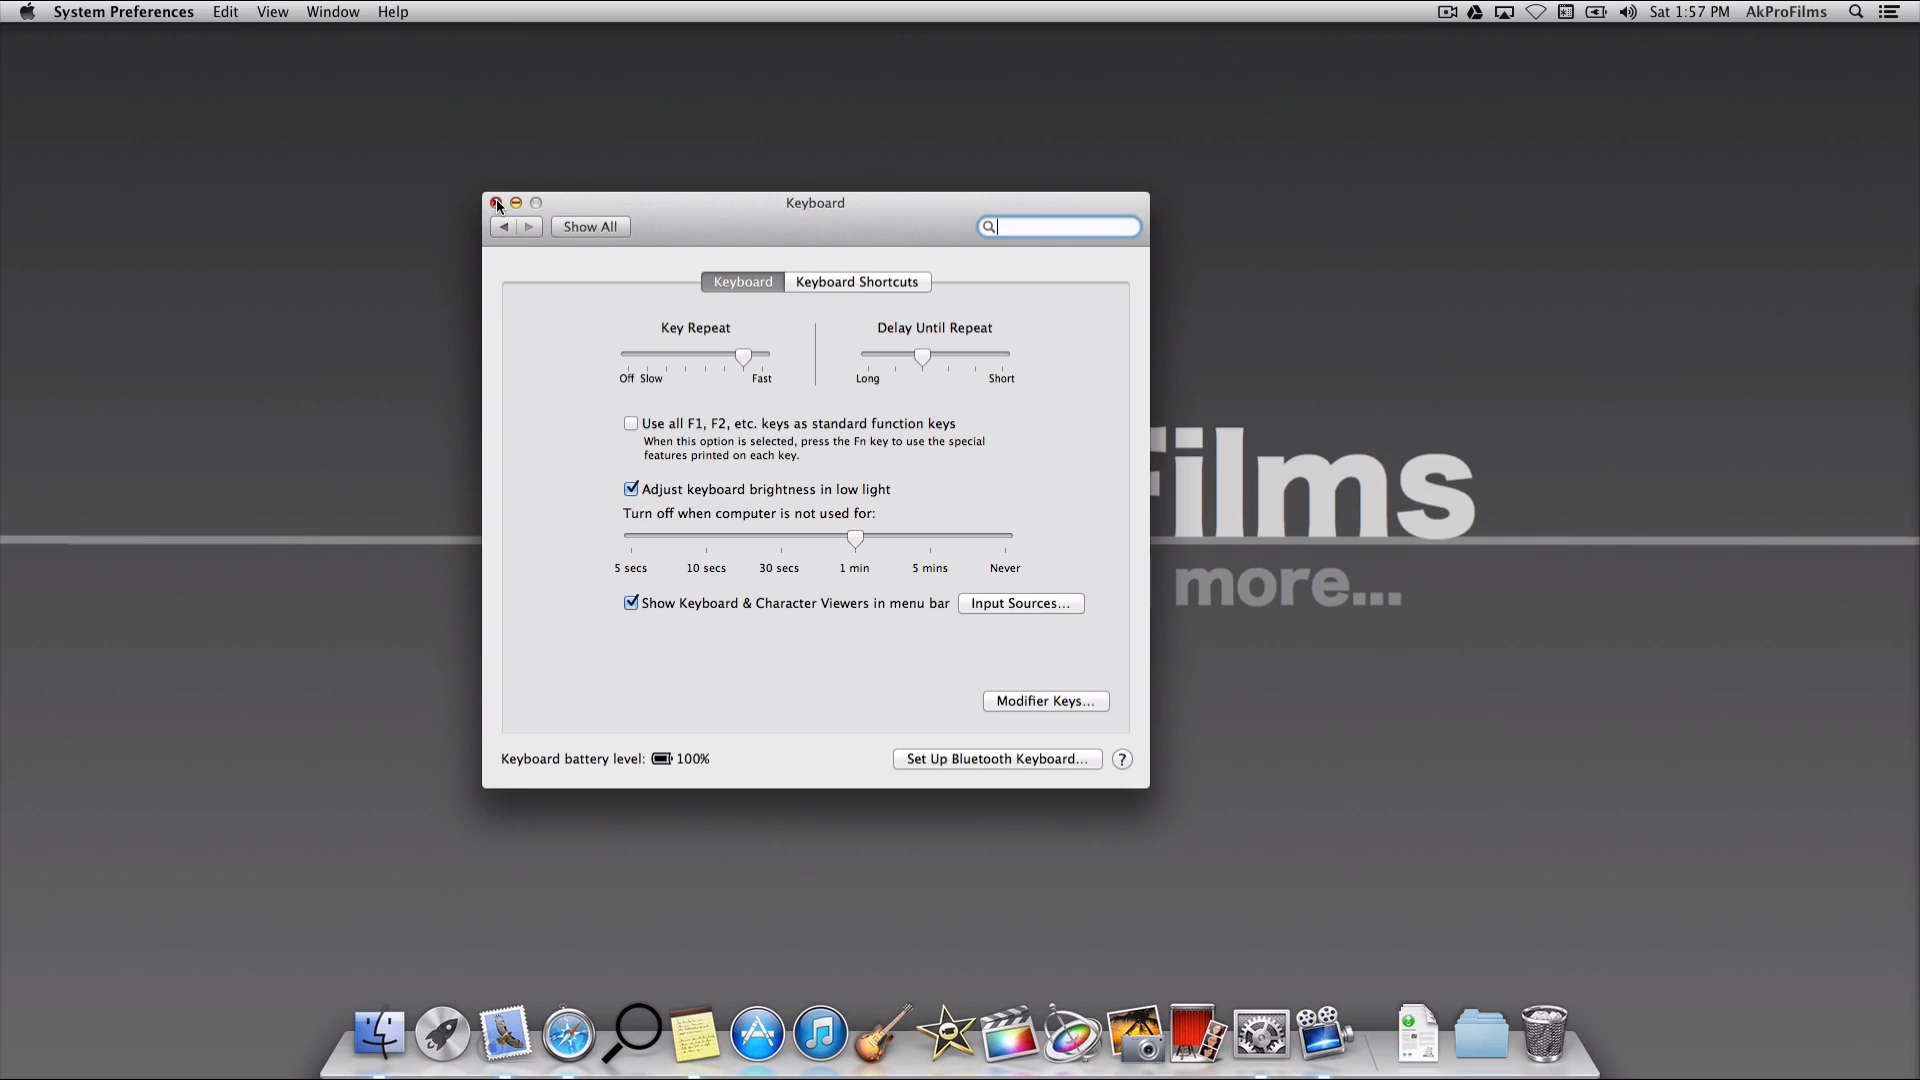 System Preferences Edit View Window Help Sat 1:57 PM AkProFilms
Keyboard
Show All
Keyboard Keyboard Shortcuts
Key Repeat Delay Until Repeat
Off Slow Fast Long Short
Use all F1, F2, etc. keys as standard function keys
When this option is selected, press the Fn key to use the special
features printed on each key.
Films
Adjust keyboard brightness in low light
Turn off when computer is not used for:
5 secs 10 secs 30 secs 1 min 5 mins Never
more...
Show Keyboard & Character Viewers in menu bar Input Sources...
Modifier Keys...
Keyboard battery level: 100% Set Up Bluetooth Keyboard... ?